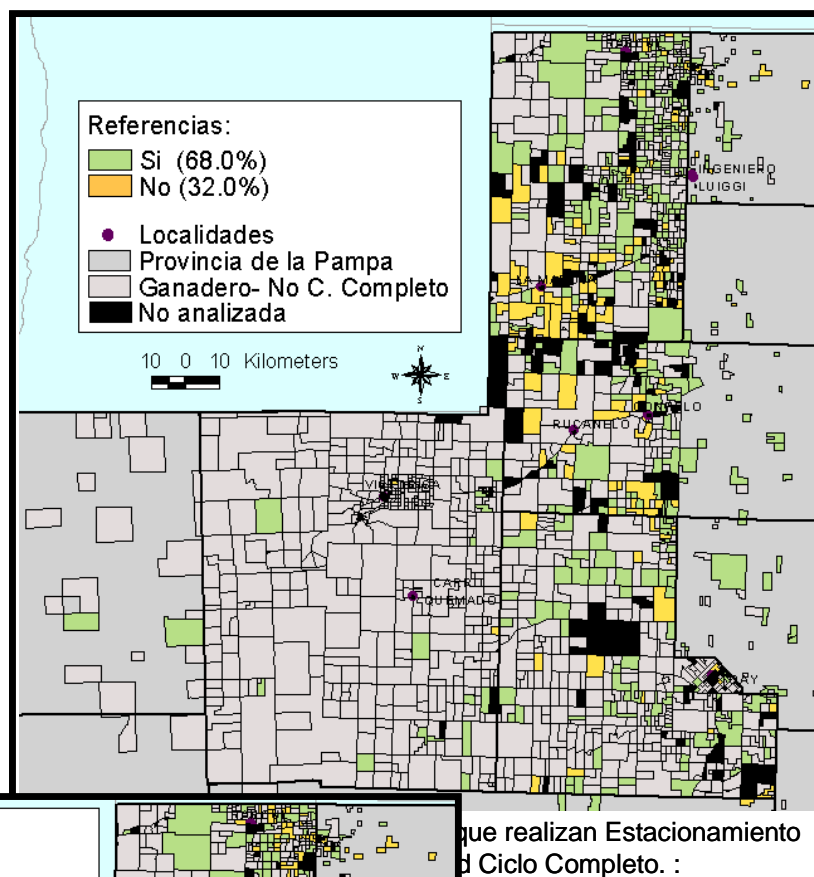 Referencias:
Si (68.0%)
No (32.0%)
Localidades
Provincia de la Pampa
Ganadero- No C. Completo
No analizada
10 0 10 Kilometers
N
W E
S
INGENIERO
LUIGGI
RUCANELO
QUEMADO
que realizan Estacionamiento
d Ciclo Completo. :